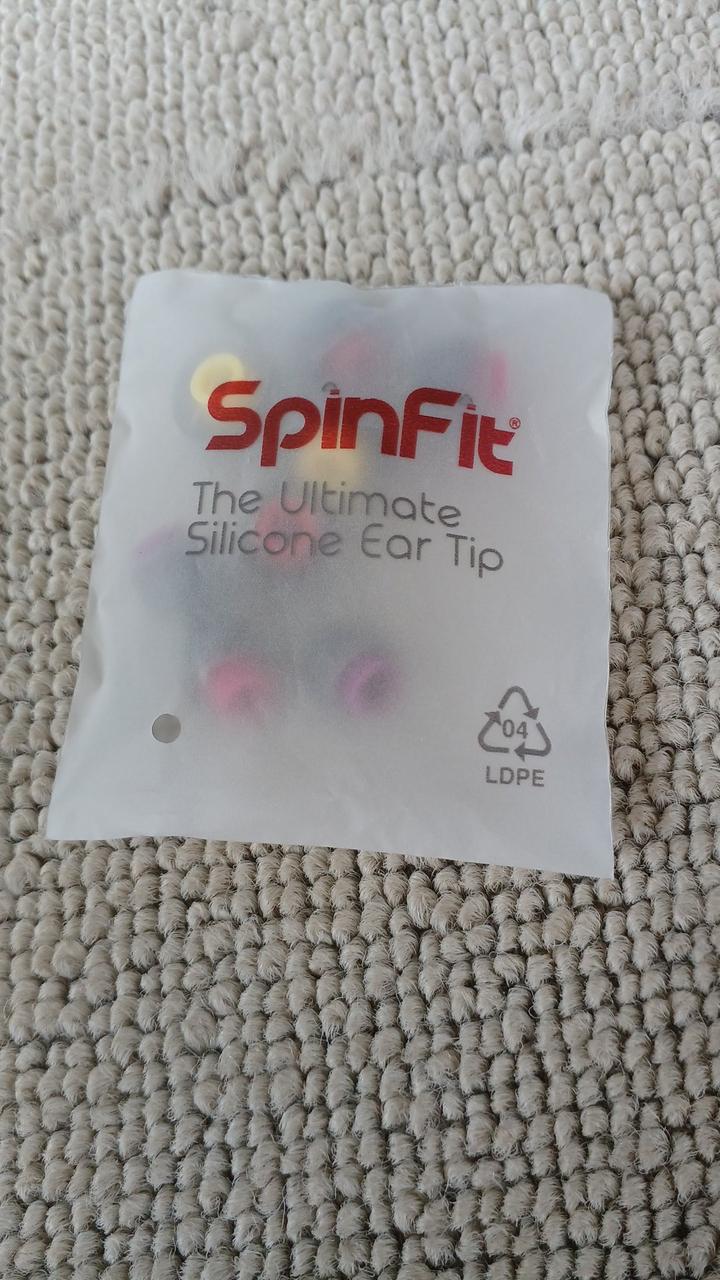 SpinFit®
The Ultimate
Silicone Ear Tip
04
LDPE